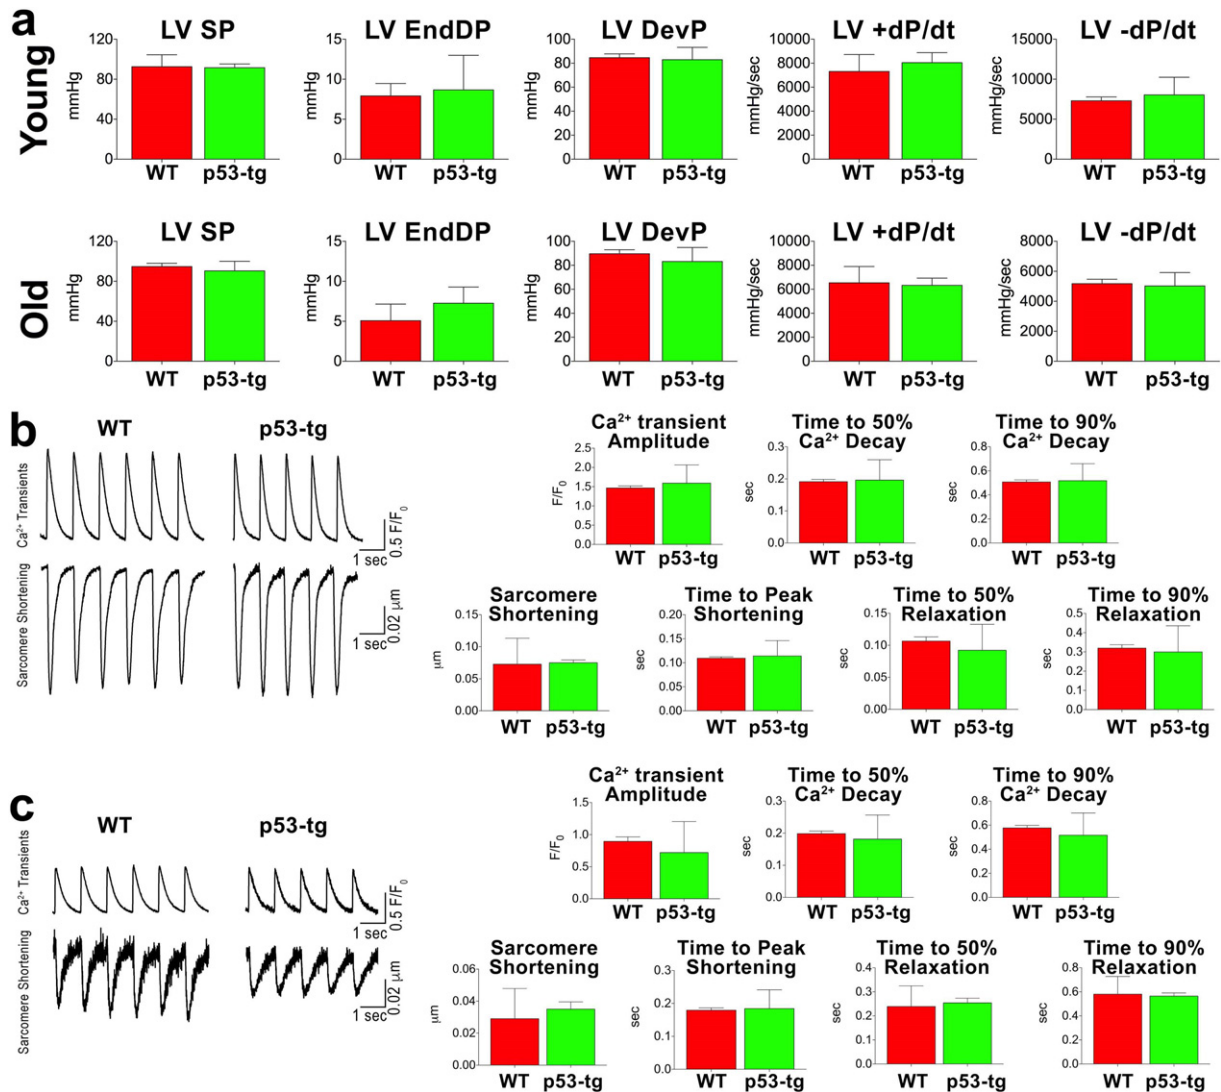 a
Young
LV SP
LV EndDP
LV DevP
LV +dP/dt
LV -dP/dt
mmHg
120
80
40
0
WT
p53-tg
mmHg
15
10
5
0
WT
p53-tg
mmHg
100
80
60
40
20
0
WT
p53-tg
mmHg/sec
10000
8000
6000
4000
2000
0
WT
p53-tg
mmHg/sec
15000
10000
5000
0
WT
p53-tg
Old
LV SP
LV EndDP
LV DevP
LV +dP/dt
LV -dP/dt
mmHg
120
80
40
0
WT
p53-tg
mmHg
15
10
5
0
WT
p53-tg
mmHg
100
80
60
40
20
0
WT
p53-tg
mmHg/sec
10000
8000
6000
4000
2000
0
WT
p53-tg
mmHg/sec
8000
6000
4000
2000
0
WT
p53-tg
b
WT
p53-tg
Ca²⁺ Transients
1 sec
0.5 F/F₀
Sarcomere Shortening
1 sec
0.02 µm
Ca²⁺ transient
Amplitude
F/F₀
2.5
2.0
1.5
1.0
0.5
0.0
WT
p53-tg
Time to 50%
Ca²⁺ Decay
sec
0.3
0.2
0.1
0.0
WT
p53-tg
Time to 90%
Ca²⁺ Decay
sec
0.8
0.6
0.4
0.2
0.0
WT
p53-tg
Sarcomere
Shortening
µm
0.15
0.10
0.05
0.00
WT
p53-tg
Time to Peak
Shortening
sec
0.20
0.15
0.10
0.05
0.00
WT
p53-tg
Time to 50%
Relaxation
sec
0.15
0.10
0.05
0.00
WT
p53-tg
Time to 90%
Relaxation
sec
0.5
0.4
0.3
0.2
0.1
0.0
WT
p53-tg
c
WT
p53-tg
Ca²⁺ Transients
1 sec
0.5 F/F₀
Sarcomere Shortening
1 sec
0.02 µm
Ca²⁺ transient
Amplitude
F/F₀
1.5
1.0
0.5
0.0
WT
p53-tg
Time to 50%
Ca²⁺ Decay
sec
0.3
0.2
0.1
0.0
WT
p53-tg
Time to 90%
Ca²⁺ Decay
sec
0.8
0.6
0.4
0.2
0.0
WT
p53-tg
Sarcomere
Shortening
µm
0.06
0.04
0.02
0.00
WT
p53-tg
Time to Peak
Shortening
sec
0.3
0.2
0.1
0.0
WT
p53-tg
Time to 50%
Relaxation
sec
0.4
0.3
0.2
0.1
0.0
WT
p53-tg
Time to 90%
Relaxation
sec
0.8
0.6
0.4
0.2
0.0
WT
p53-tg